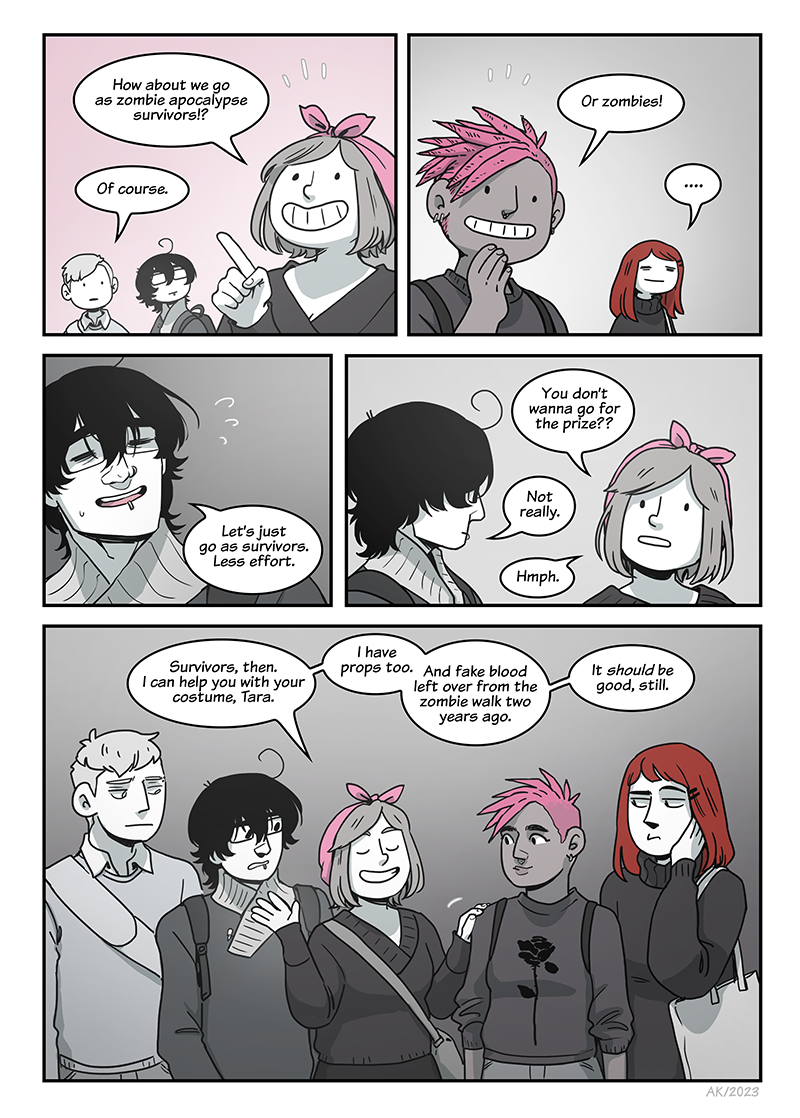 How about we go
as zombie apocalypse
survivors!?
Of course.
Or zombies!
....
Let's just
go as survivors.
Less effort.
You don't
wanna go for
the prize??
Not
really.
Hmph.
Survivors, then.
I can help you with your
costume, Tara.
I have
props too.
And fake blood
left over from the
zombie walk two
years ago.
It should be
good, still.
AK/2023